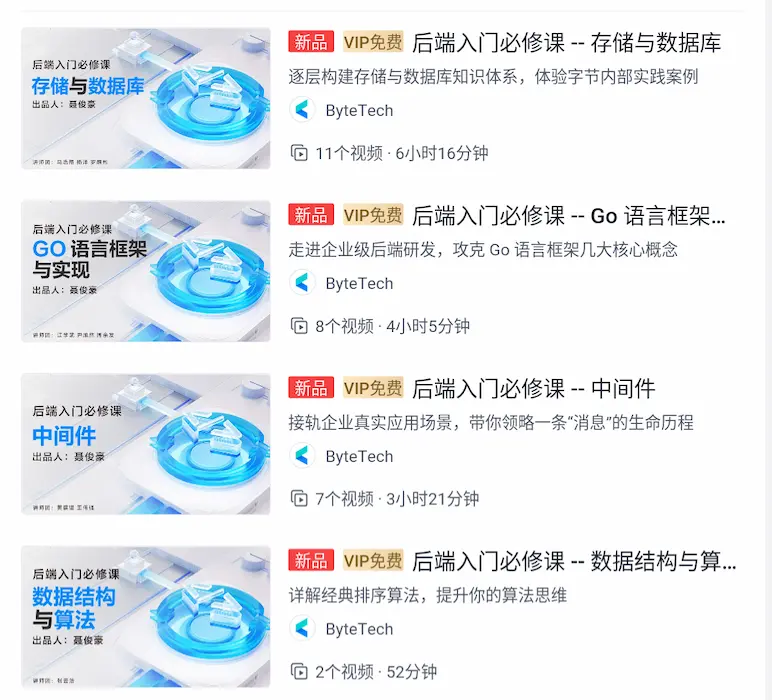 后端入门必修课
存储与数据库
出品人：聂俊豪
新品 VIP免费 后端入门必修课 -- 存储与数据库
逐层构建存储与数据库知识体系，体验字节内部实践案例
ByteTech
11个视频 · 6小时16分钟
后端入门必修课
GO 语言框架
与实现
出品人：聂俊豪
新品 VIP免费 后端入门必修课 -- Go 语言框架...
走进企业级后端研发，攻克 Go 语言框架几大核心概念
ByteTech
8个视频 · 4小时5分钟
后端入门必修课
中间件
出品人：聂俊豪
新品 VIP免费 后端入门必修课 -- 中间件
接轨企业真实应用场景，带你领略一条“消息”的生命历程
ByteTech
7个视频 · 3小时21分钟
后端入门必修课
数据结构
与算法
出品人：聂俊豪
新品 VIP免费 后端入门必修课 -- 数据结构与算...
详解经典排序算法，提升你的算法思维
ByteTech
2个视频 · 52分钟